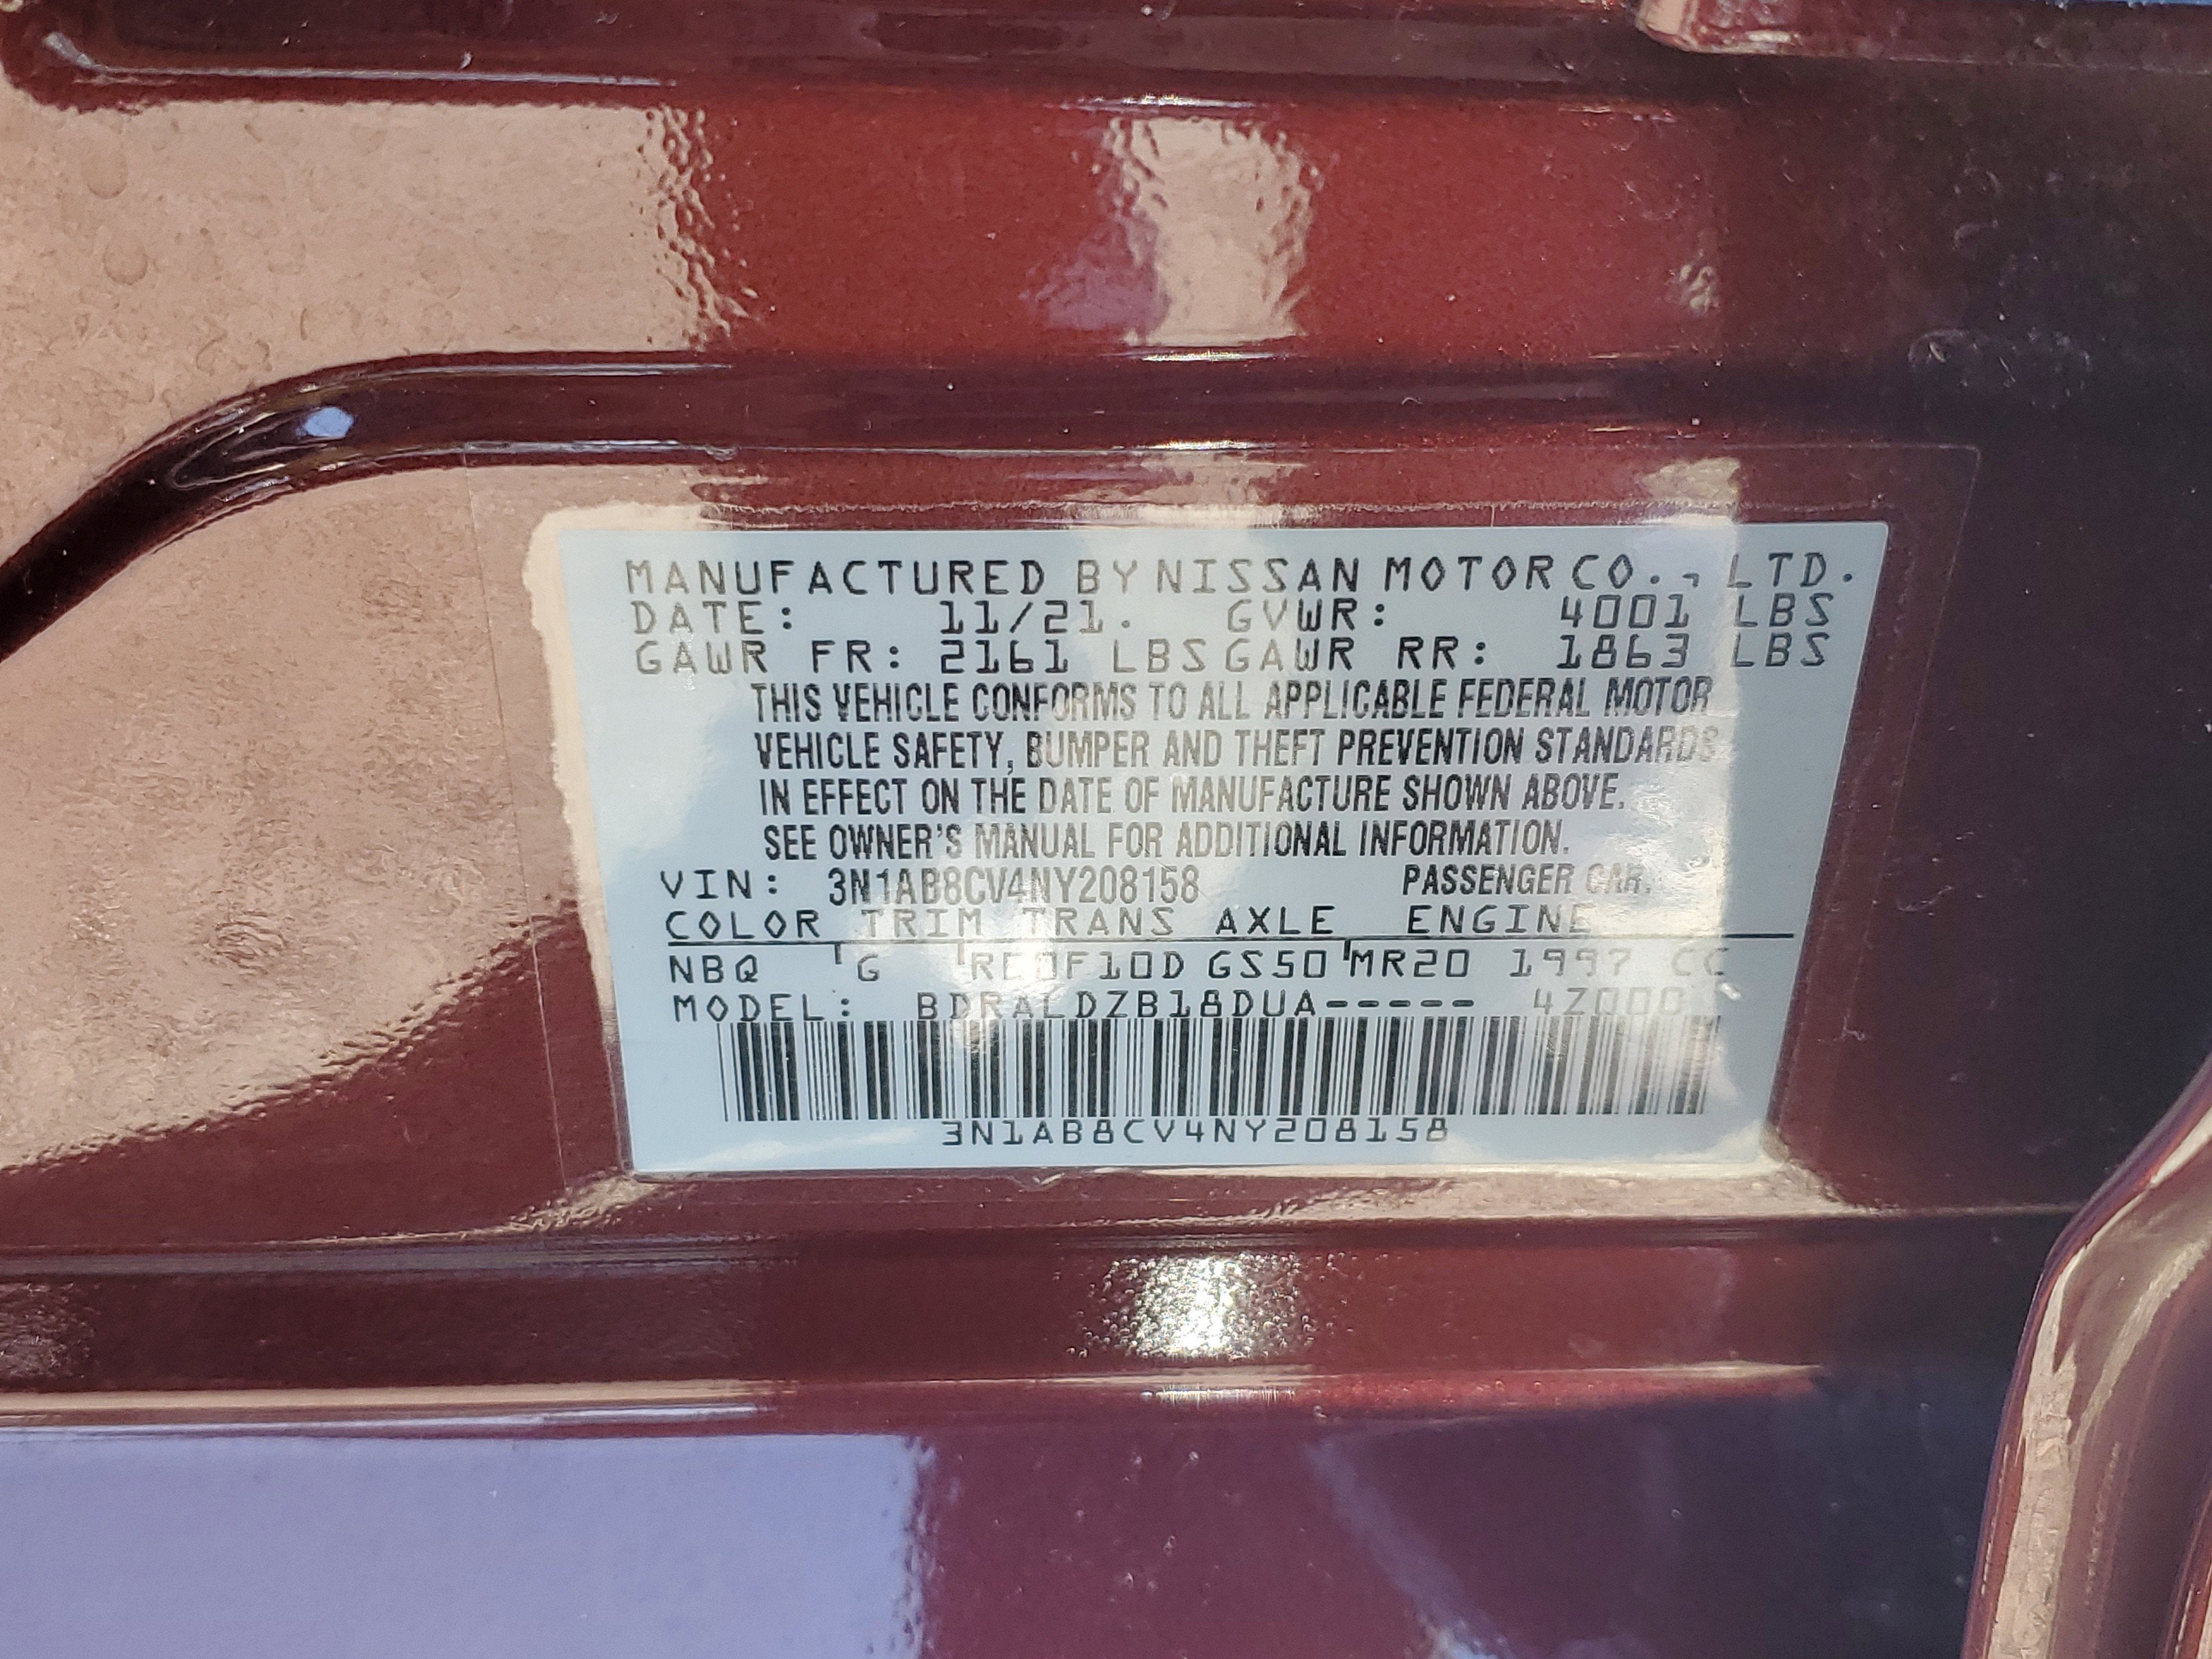 MANUFACTURED BY NISSAN MOTOR CO., LTD.
DATE: 11/21. GVWR: 4001 LBS
GAWR FR: 2161 LBS GAWR RR: 1863 LBS
THIS VEHICLE CONFORMS TO ALL APPLICABLE FEDERAL MOTOR
VEHICLE SAFETY, BUMPER AND THEFT PREVENTION STANDARDS
IN EFFECT ON THE DATE OF MANUFACTURE SHOWN ABOVE.
SEE OWNER'S MANUAL FOR ADDITIONAL INFORMATION.
VIN: 3N1AB8CV4NY208158 PASSENGER CAR.
COLOR TRIM TRANS AXLE ENGINE
NBQ G RE0F10D GS50 MR20 1997 CC
MODEL: BDRALDZB18DUA----- 4Z000
3N1AB8CV4NY208158